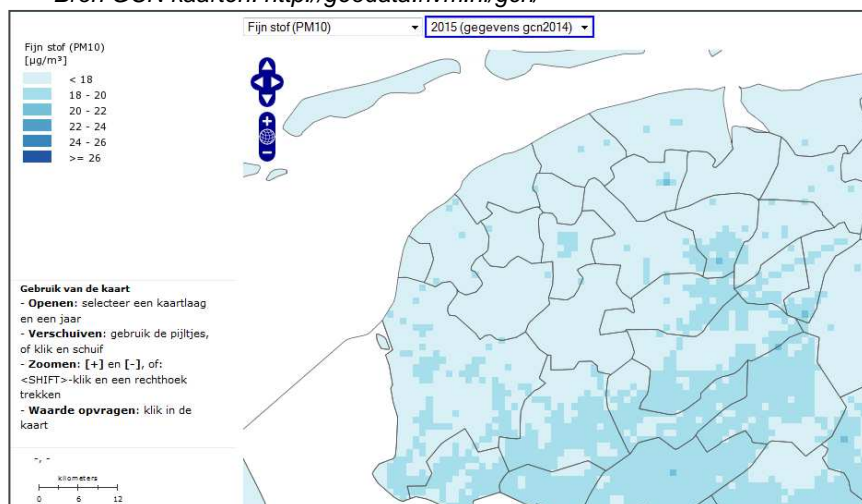 Bron GCN kaarten: http://geodata.rivm.nl/gcn/
Fijn stof (PM10)
2015 (gegevens gcn2014)
Fijn stof (PM10)
[µg/m³]
< 18
18 - 20
20 - 22
22 - 24
24 - 26
>= 26
Gebruik van de kaart
- Openen: selecteer een kaartlaag
en een jaar
- Verschuiven: gebruik de pijltjes,
of klik en schuif
- Zoomen: [+] en [-], of:
<SHIFT>-klik en een rechthoek
trekken
- Waarde opvragen: klik in de
kaart
-, -
kilometers
0 6 12